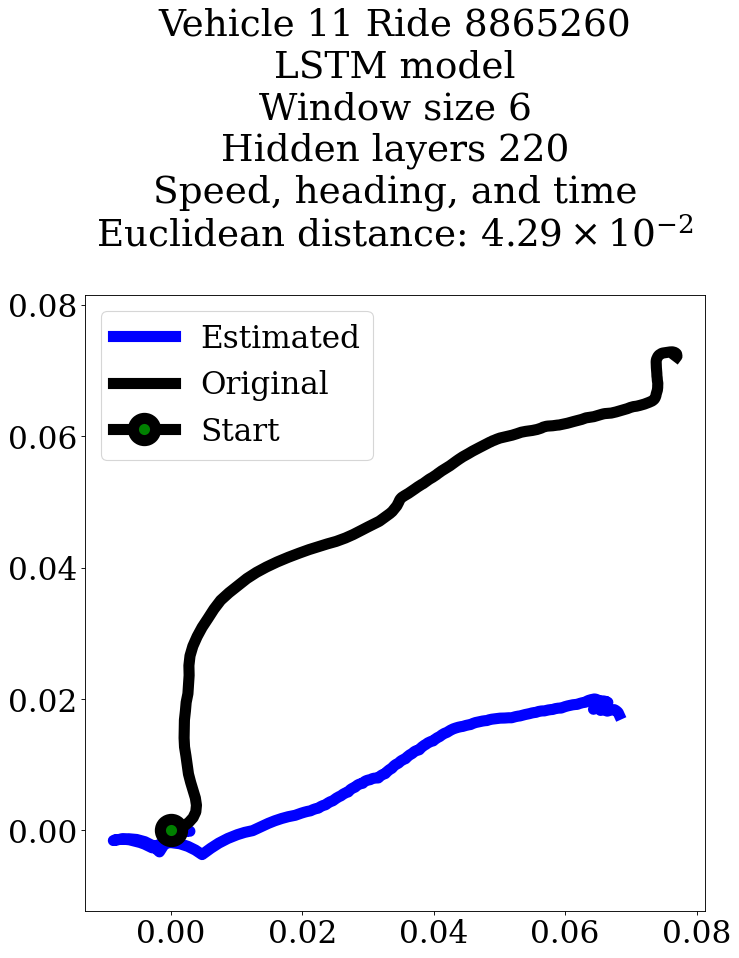 Vehicle 11 Ride 8865260
LSTM model
Window size 6
Hidden layers 220
Speed, heading, and time
Euclidean distance: 4.29 × 10⁻²
0.08
Estimated
Original
Start
0.06
0.04
0.02
0.00
0.00 0.02 0.04 0.06 0.08